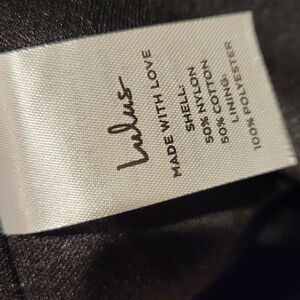 Lulus
MADE WITH LOVE
SHELL:
50% NYLON
50% COTTON
LINING:
100% POLYESTER